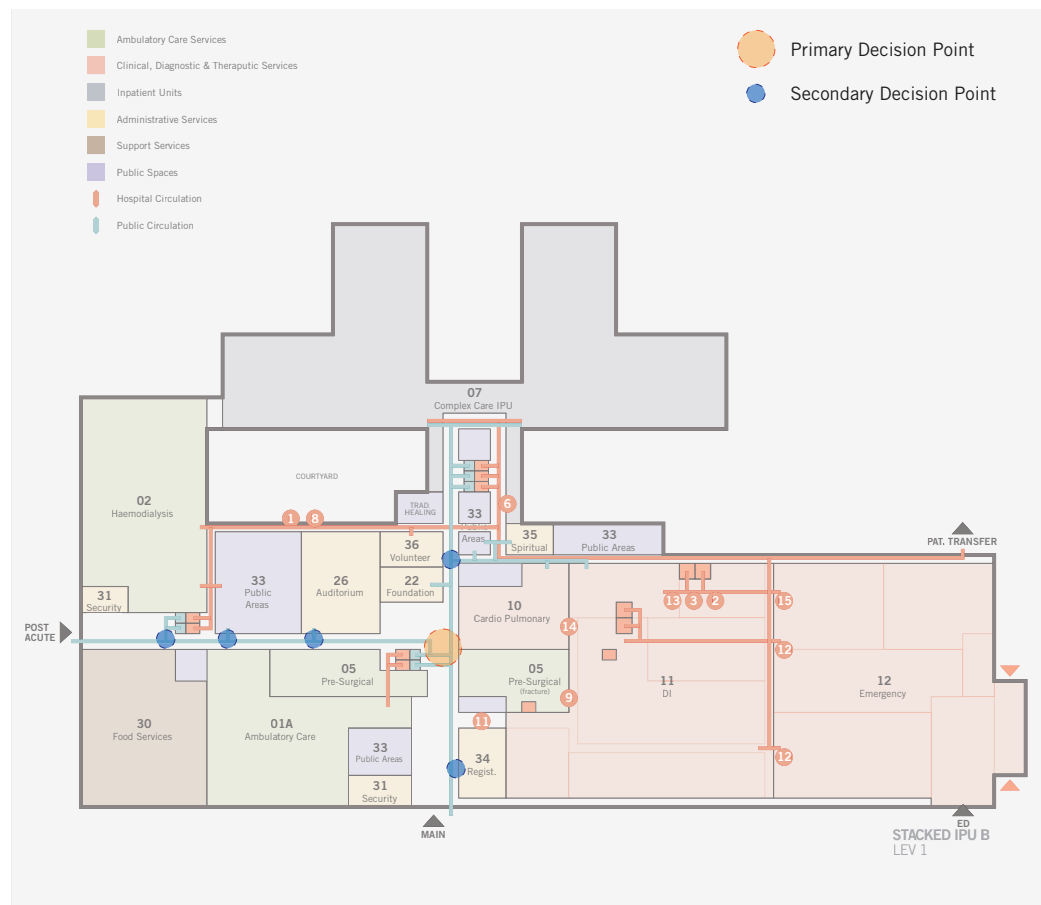 Ambulatory Care Services
Clinical, Diagnostic & Theraputic Services
Inpatient Units
Administrative Services
Support Services
Public Spaces
Hospital Circulation
Public Circulation
Primary Decision Point
Secondary Decision Point
07
Complex Care IPU
COURTYARD
TRAD.
HEALING
02
Haemodialysis
1
8
6
33
Public
Areas
35
Spiritual
33
Public Areas
PAT. TRANSFER
36
Volunteer
33
Public
Areas
26
Auditorium
22
Foundation
31
Security
10
Cardio Pulmonary
13
3
2
15
14
12
POST
ACUTE
05
Pre-Surgical
05
Pre-Surgical
(fracture)
9
11
DI
12
Emergency
30
Food Services
01A
Ambulatory Care
11
33
Public Areas
34
Regist.
12
31
Security
MAIN
ED
STACKED IPU B
LEV 1